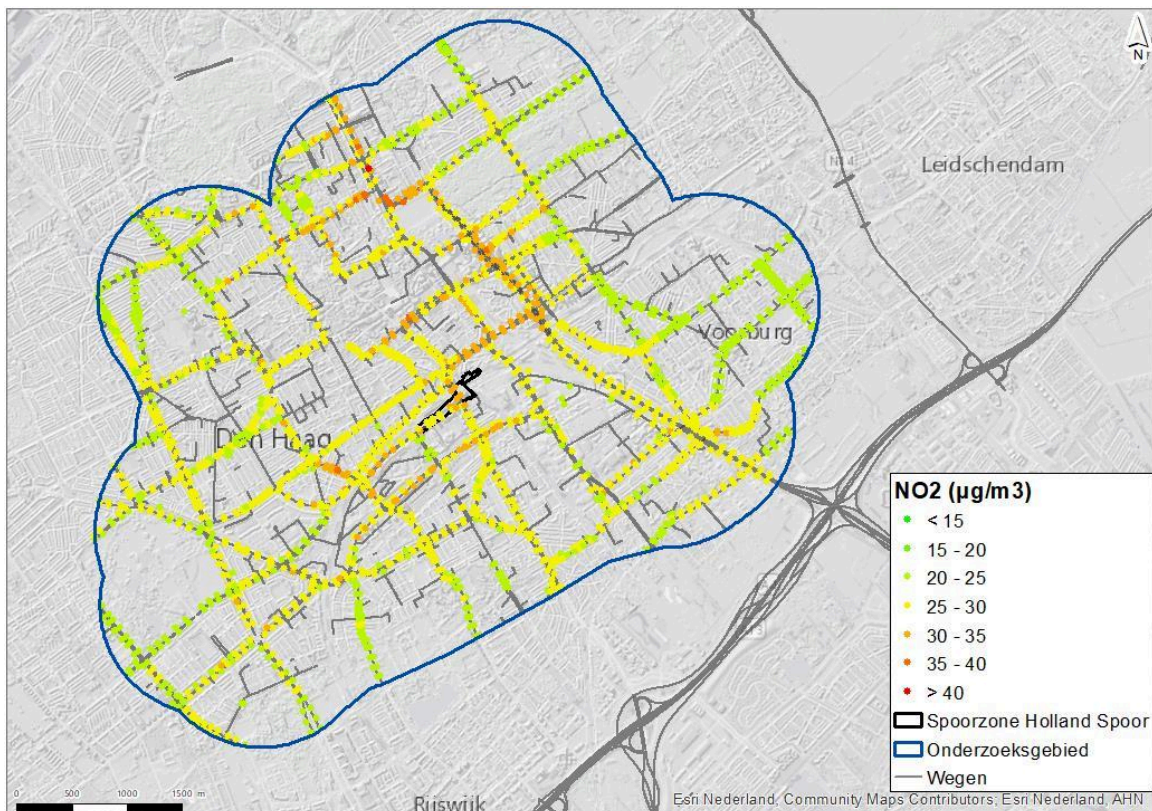 N
N14
Leidschendam
Voorburg
Den Haag
NO2 (µg/m3)
< 15
15 - 20
20 - 25
25 - 30
30 - 35
35 - 40
> 40
Spoorzone Holland Spoor
Onderzoeksgebied
Wegen
0 500 1000 1500 m
Rijswijk
Esri Nederland, Community Maps Contributors; Esri Nederland, AHN